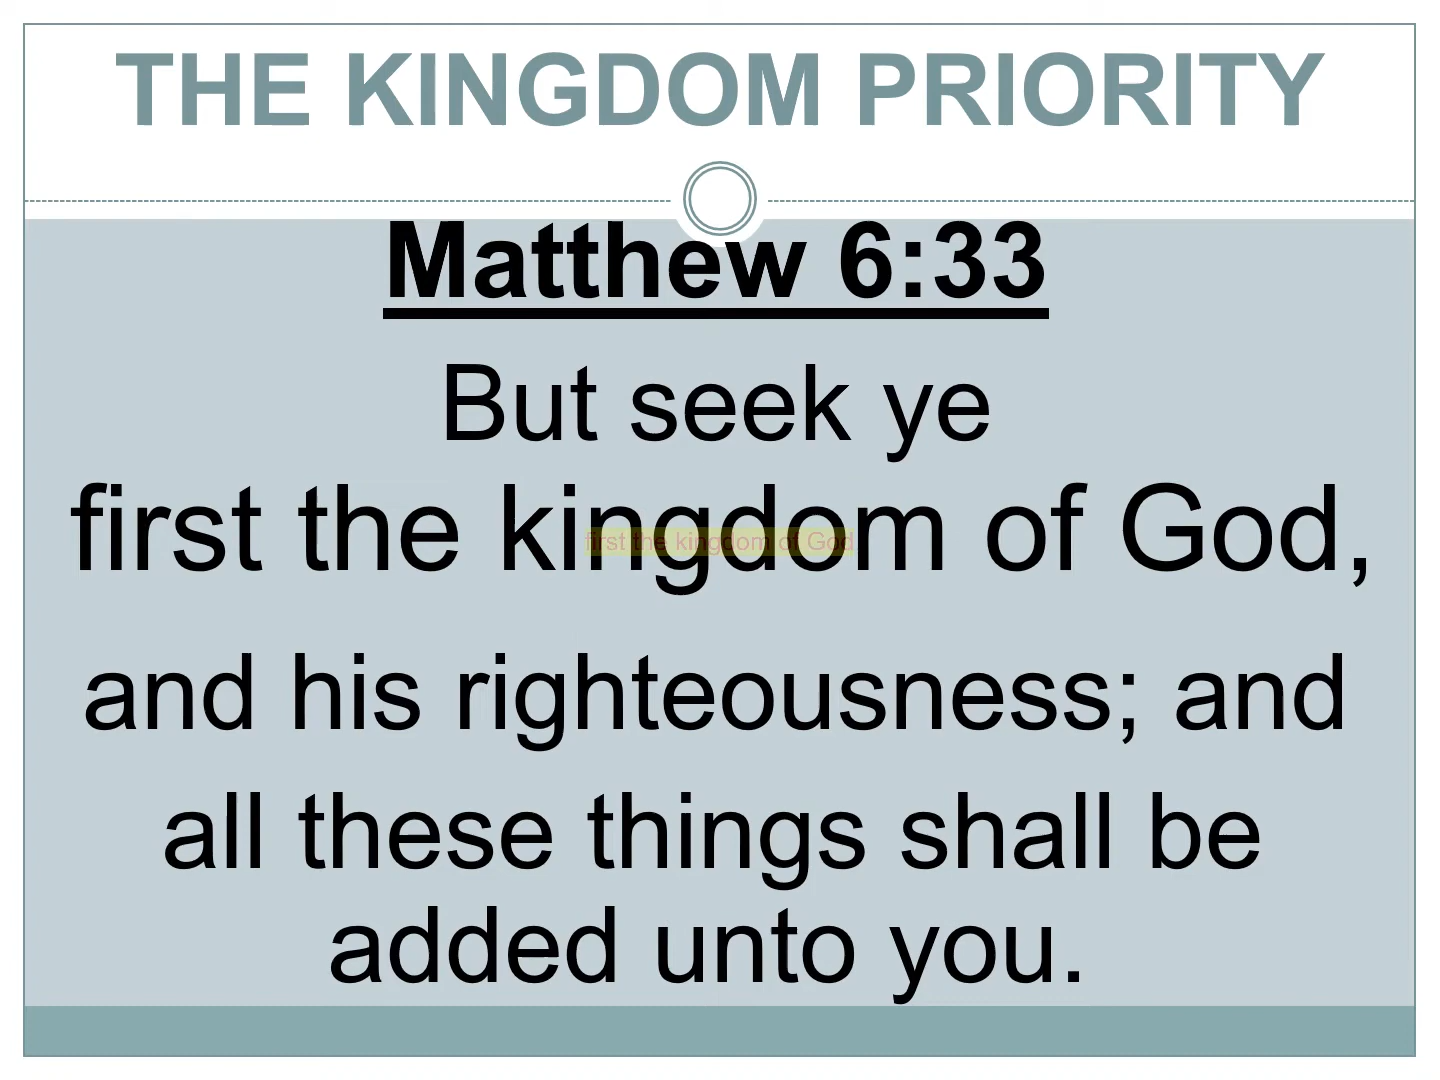 THE KINGDOM PRIORITY
Matthew 6:33
But seek ye
first the kingdom of God,
first the kingdom of God
and his righteousness; and
all these things shall be
added unto you.